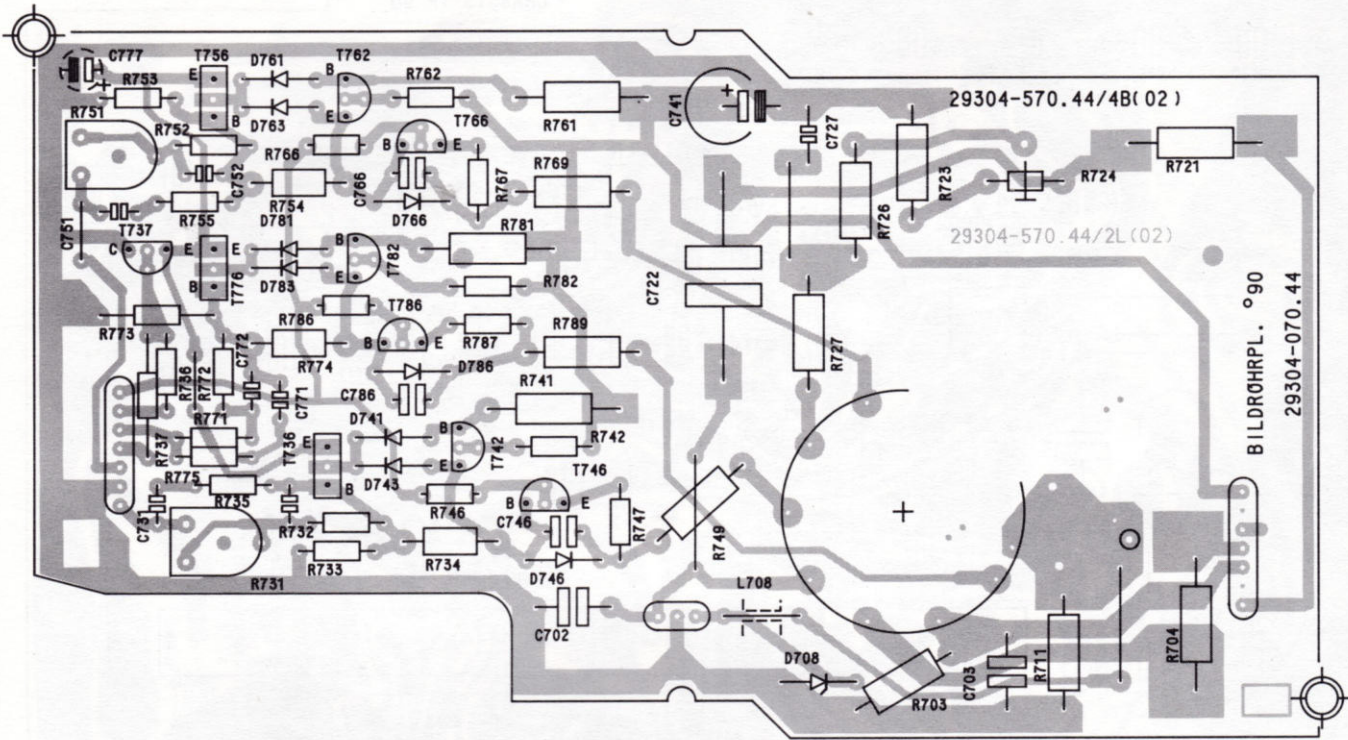 C777
T756
D761
T762
R753
E
B
R762
R751
R752
B
D763
E
R766
T766
B
E
R761
C741
+
+
C727
29304-570.44/4B(02)
R721
R723
R724
C752
R754
C766
R767
R769
R726
C751
R755
D781
D766
R781
T737
C
E
E
B
T776
D783
B
E
T782
R782
C722
29304-570.44/2L(02)
R773
R786
T786
B
E
R787
R789
R774
D786
R727
R736
R772
C772
C771
C786
R741
BILDRØHRPL. °90
29304-070.44
R737
R771
T736
E
B
D741
D743
B
E
T742
R742
R775
R735
T746
B
E
R746
C746
R747
R749
C731
R732
R733
R734
D746
R731
L708
C702
D708
R703
C703
R711
R704